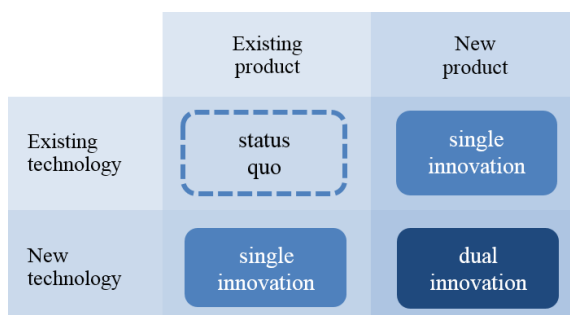 Existing
product
New
product
Existing
technology
status
quo
single
innovation
New
technology
single
innovation
dual
innovation